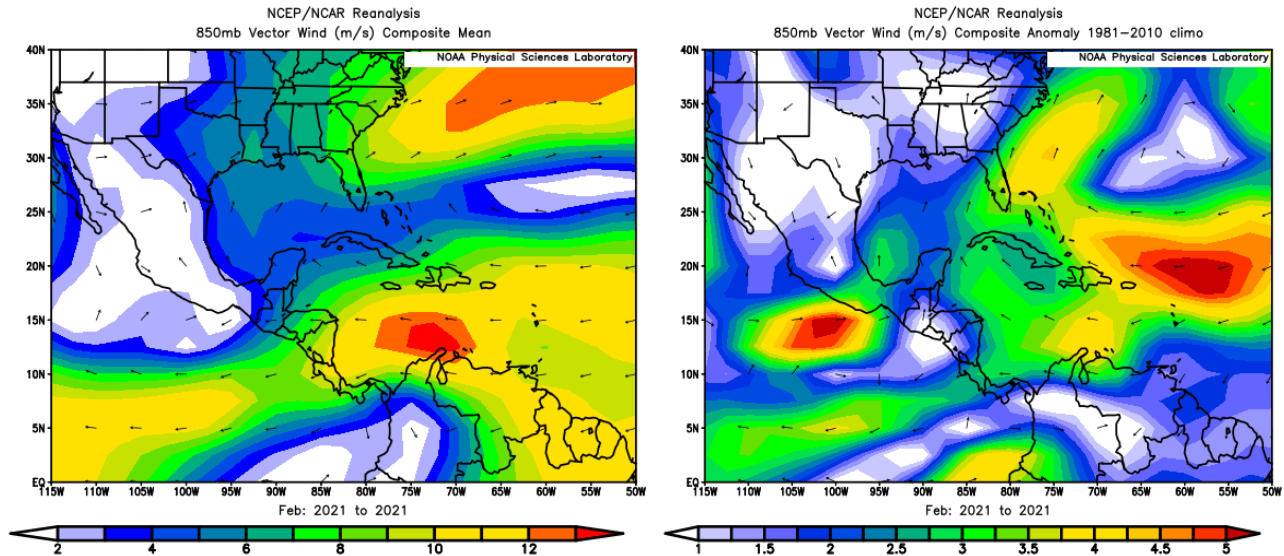 NCEP/NCAR Reanalysis
850mb Vector Wind (m/s) Composite Mean
NOAA Physical Sciences Laboratory
40N
35N
30N
25N
20N
15N
10N
5N
EQ
115W 110W 105W 100W 95W 90W 85W 80W 75W 70W 65W 60W 55W 50W
Feb: 2021 to 2021
2 4 6 8 10 12
NCEP/NCAR Reanalysis
850mb Vector Wind (m/s) Composite Anomaly 1981-2010 climo
NOAA Physical Sciences Laboratory
40N
35N
30N
25N
20N
15N
10N
5N
EQ
115W 110W 105W 100W 95W 90W 85W 80W 75W 70W 65W 60W 55W 50W
Feb: 2021 to 2021
1 1.5 2 2.5 3 3.5 4 4.5 5